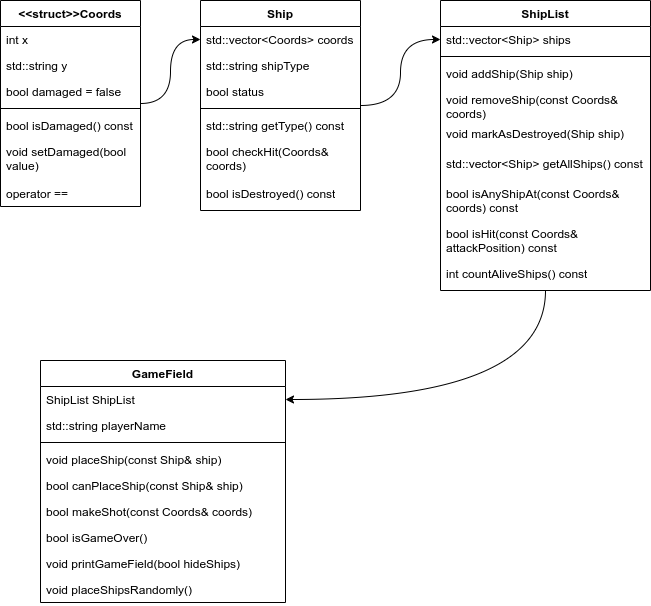 <<struct>>Coords
int x
std::string y
bool damaged = false
bool isDamaged() const
void setDamaged(bool
value)
operator ==
Ship
std::vector<Coords> coords
std::string shipType
bool status
std::string getType() const
bool checkHit(Coords&
coords)
bool isDestroyed() const
ShipList
std::vector<Ship> ships
void addShip(Ship ship)
void removeShip(const Coords&
coords)
void markAsDestroyed(Ship ship)
std::vector<Ship> getAllShips() const
bool isAnyShipAt(const Coords&
coords) const
bool isHit(const Coords&
attackPosition) const
int countAliveShips() const
GameField
ShipList ShipList
std::string playerName
void placeShip(const Ship& ship)
bool canPlaceShip(const Ship& ship)
bool makeShot(const Coords& coords)
bool isGameOver()
void printGameField(bool hideShips)
void placeShipsRandomly()